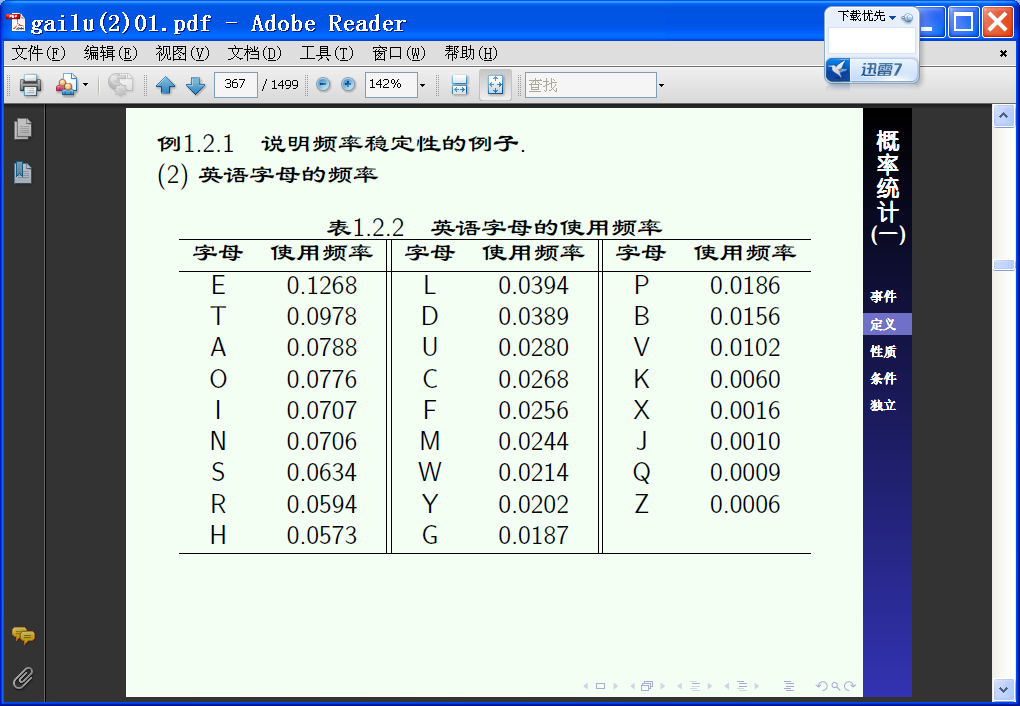 gailu(2)01.pdf - Adobe Reader
下载优先
迅雷7
文件(F) 编辑(E) 视图(V) 文档(D) 工具(T) 窗口(W) 帮助(H)
367 / 1499 142% 查找
例1.2.1 说明频率稳定性的例子.
(2) 英语字母的频率
表1.2.2 英语字母的使用频率
字母 使用频率 字母 使用频率 字母 使用频率
E 0.1268 L 0.0394 P 0.0186
T 0.0978 D 0.0389 B 0.0156
A 0.0788 U 0.0280 V 0.0102
O 0.0776 C 0.0268 K 0.0060
I 0.0707 F 0.0256 X 0.0016
N 0.0706 M 0.0244 J 0.0010
S 0.0634 W 0.0214 Q 0.0009
R 0.0594 Y 0.0202 Z 0.0006
H 0.0573 G 0.0187
概率统计(一)
事件
定义
性质
条件
独立